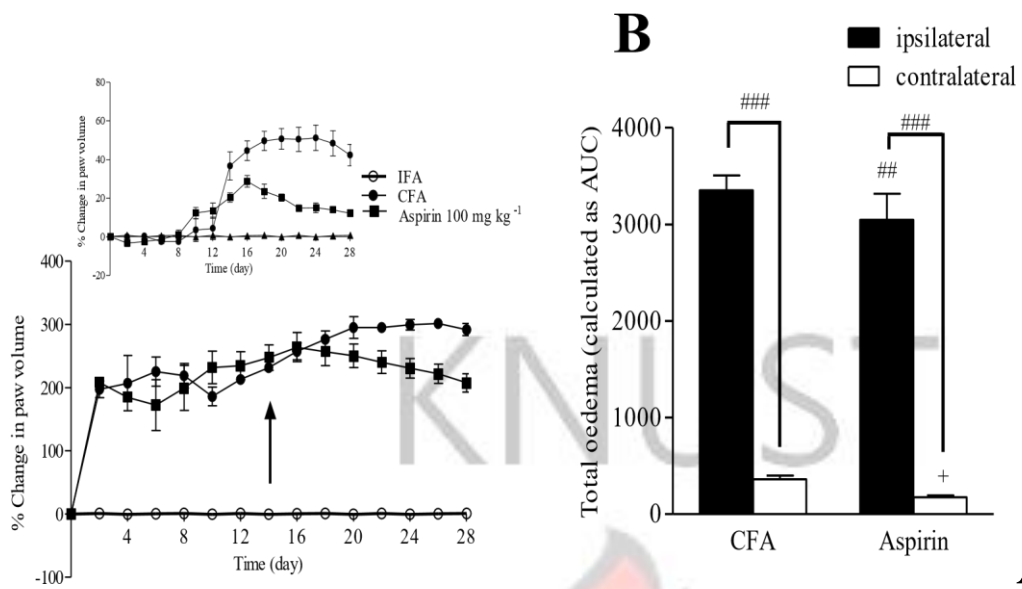 B
ipsilateral
contralateral
80
60
40
20
0
-20
% Change in paw volume
4 8 12 16 20 24 28
Time (day)
IFA
CFA
Aspirin 100 mg kg⁻¹
400
300
200
100
0
-100
% Change in paw volume
4 8 12 16 20 24 28
Time (day)
###
###
##
+
4000
3000
2000
1000
0
Total oedema (calculated as AUC)
CFA Aspirin
KNUST